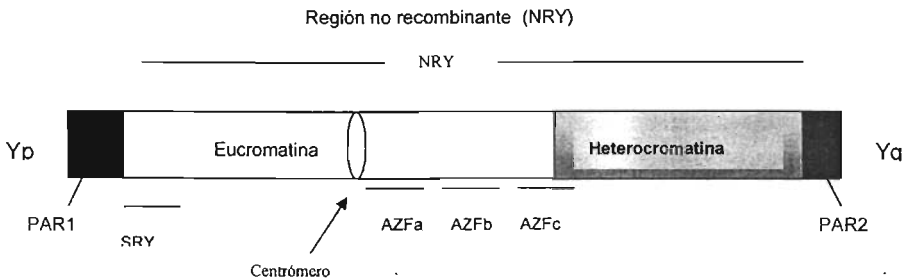 Región no recombinante (NRY)
NRY
Yp
Eucromatina
Heterocromatina
Yq
PAR1
SRY
AZFa
AZFb
AZFc
PAR2
Centrómero